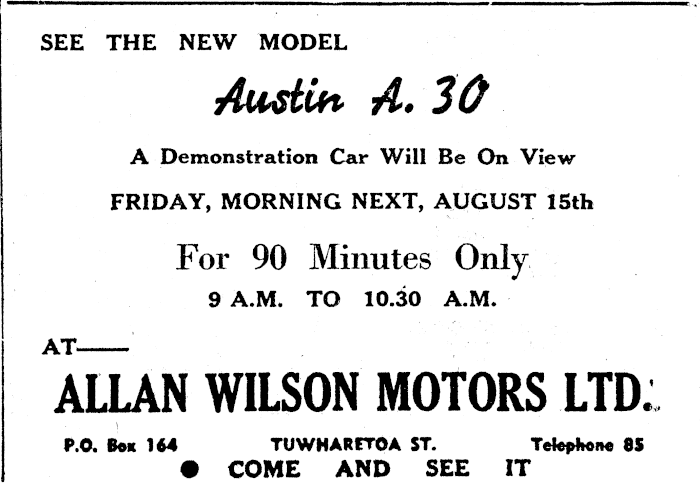 SEE THE NEW MODEL
Austin A. 30
A Demonstration Car Will Be On View
FRIDAY, MORNING NEXT, AUGUST 15th
For 90 Minutes Only
9 A.M. TO 10.30 A.M.
AT——
ALLAN WILSON MOTORS LTD.
P.O. Box 164 TUWHARETOA ST. Telephone 85
● COME AND SEE IT